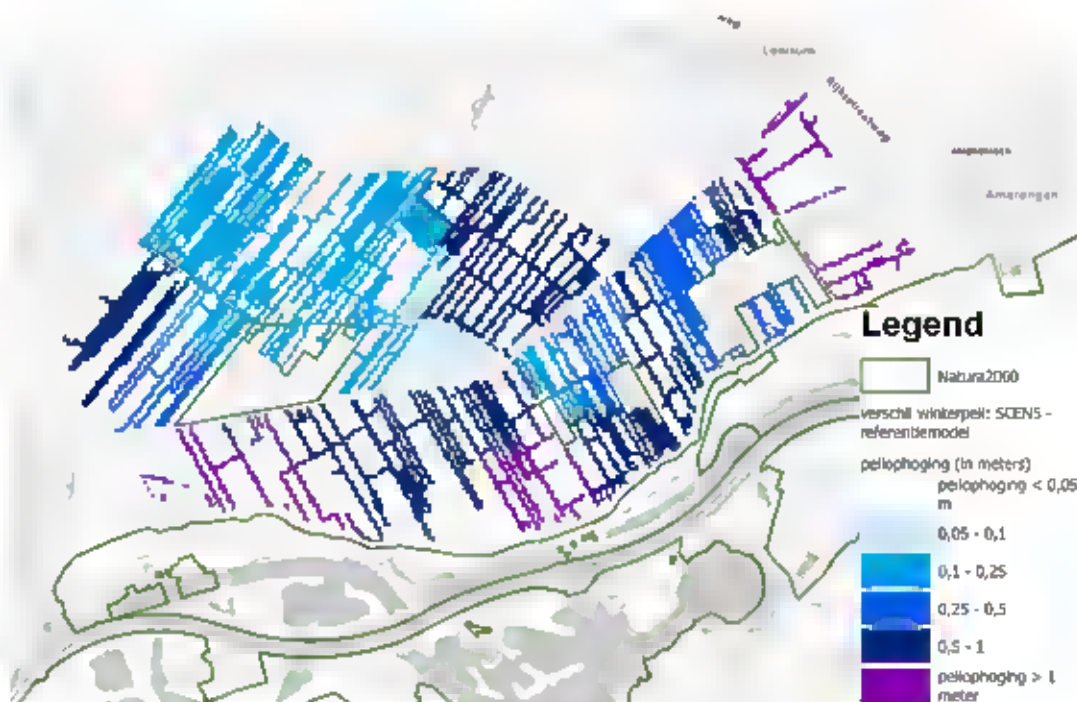 Rijksstraatweg
Amerongen
Legend
Natura2000
verschil winterpeil: SCEN5 -
referentiemodel
peilophoging (in meters)
peilophoging < 0,05
m
0,05 - 0,1
0,1 - 0,25
0,25 - 0,5
0,5 - 1
peilophoging > 1
meter